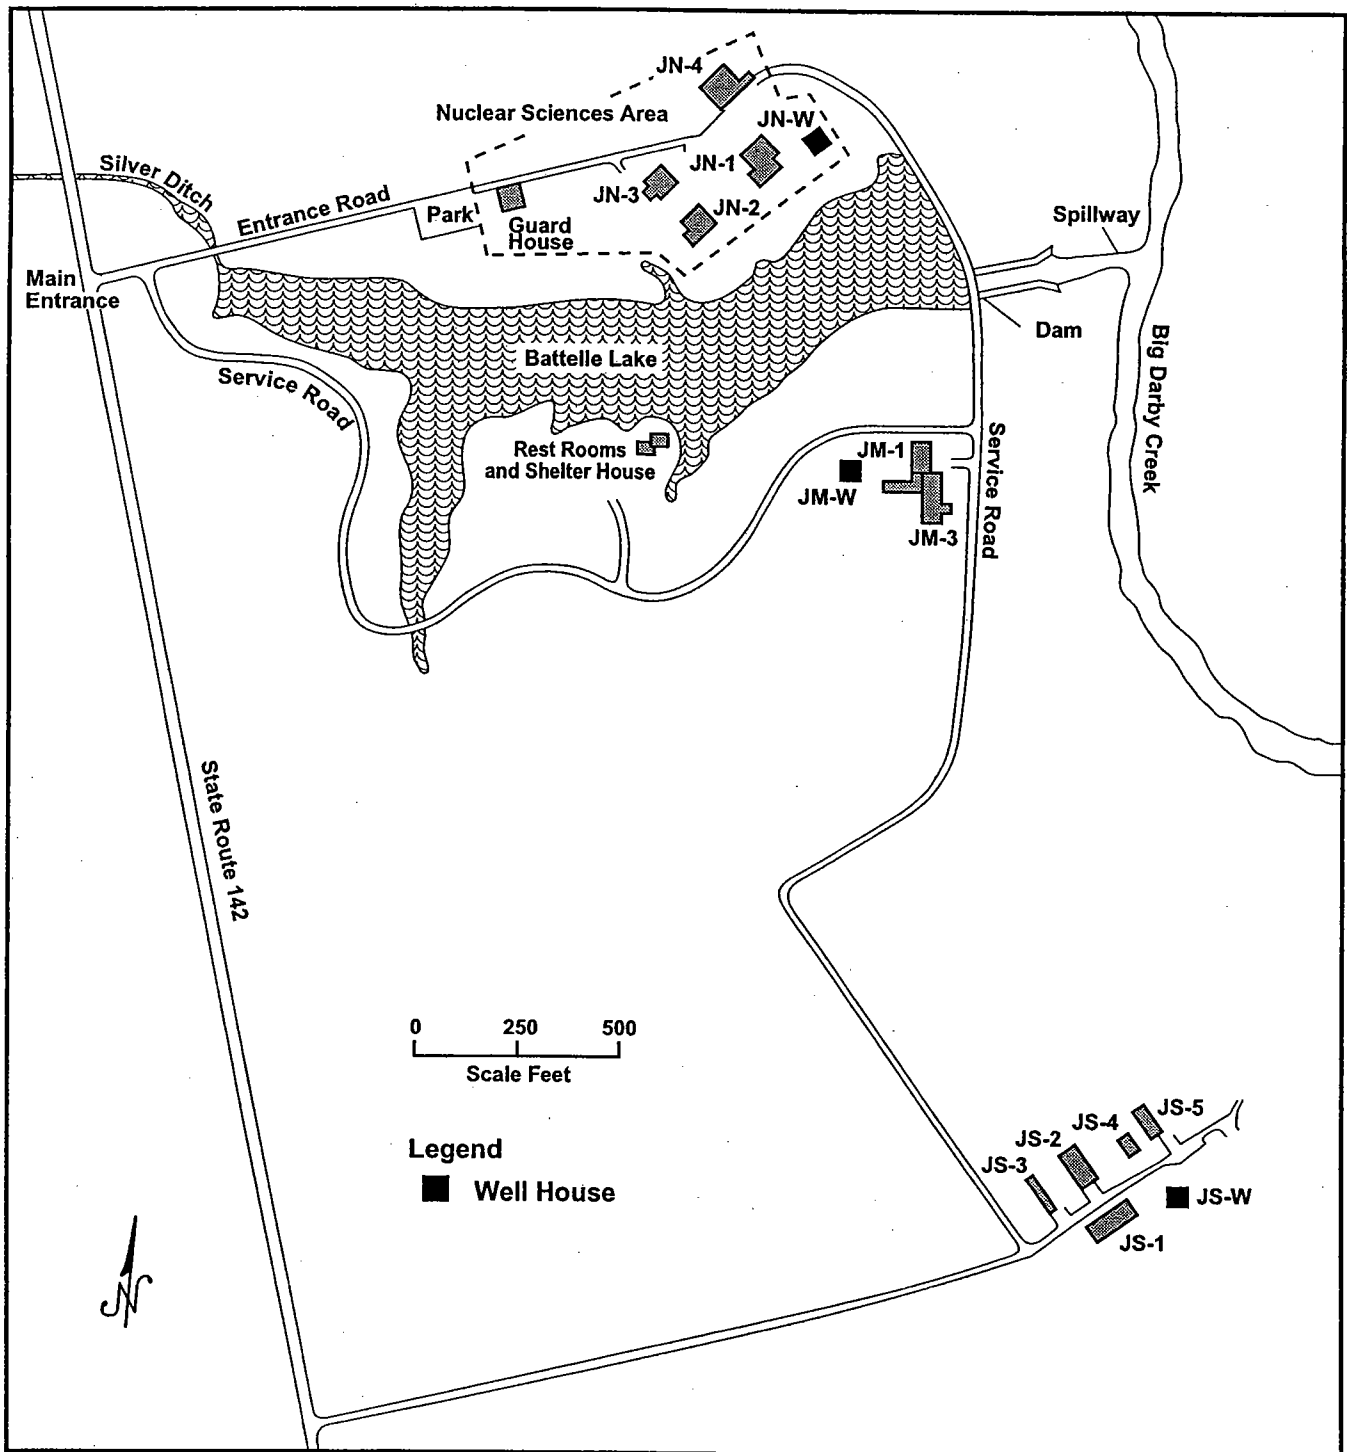 JN-4
Nuclear Sciences Area
JN-W
Silver Ditch
JN-1
JN-3
Entrance Road
Park
JN-2
Guard
House
Spillway
Main
Entrance
Dam
Battelle Lake
Big Darby Creek
Service Road
Rest Rooms
and Shelter House
JM-1
JM-W
Service Road
JM-3
State Route 142
0 250 500
Scale Feet
Legend
Well House
JS-5
JS-4
JS-2
JS-3
JS-W
JS-1
N